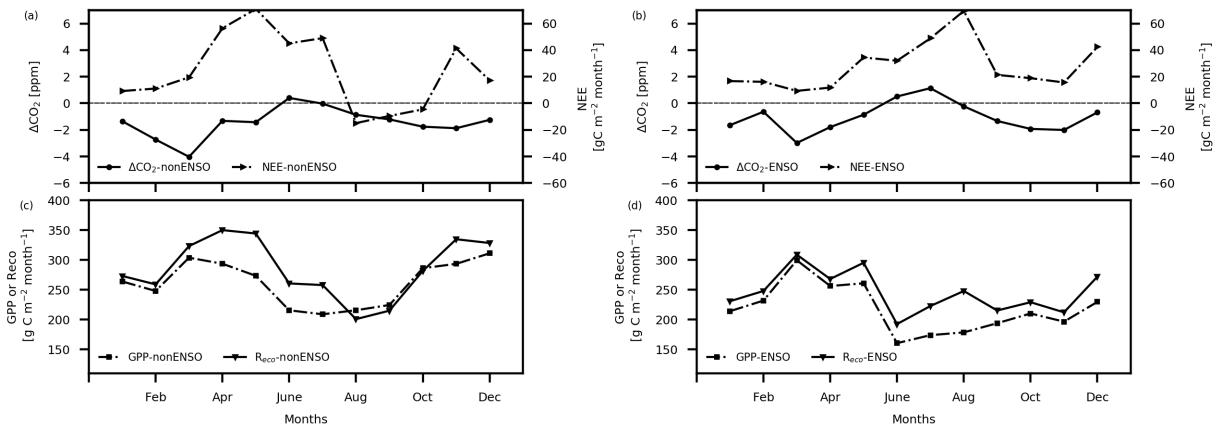 (a)
6
4
2
0
−2
−4
−6
ΔCO₂ [ppm]
60
40
20
0
−20
−40
−60
NEE
[gC m⁻² month⁻¹]
ΔCO₂-nonENSO
NEE-nonENSO
(b)
6
4
2
0
−2
−4
−6
ΔCO₂ [ppm]
60
40
20
0
−20
−40
−60
NEE
[gC m⁻² month⁻¹]
ΔCO₂-ENSO
NEE-ENSO
(c)
400
350
300
250
200
150
GPP or Reco
[g C m⁻² month⁻¹]
GPP-nonENSO
R_eco-nonENSO
Feb
Apr
June
Aug
Oct
Dec
Months
(d)
400
350
300
250
200
150
GPP or Reco
[g C m⁻² month⁻¹]
GPP-ENSO
R_eco-ENSO
Feb
Apr
June
Aug
Oct
Dec
Months